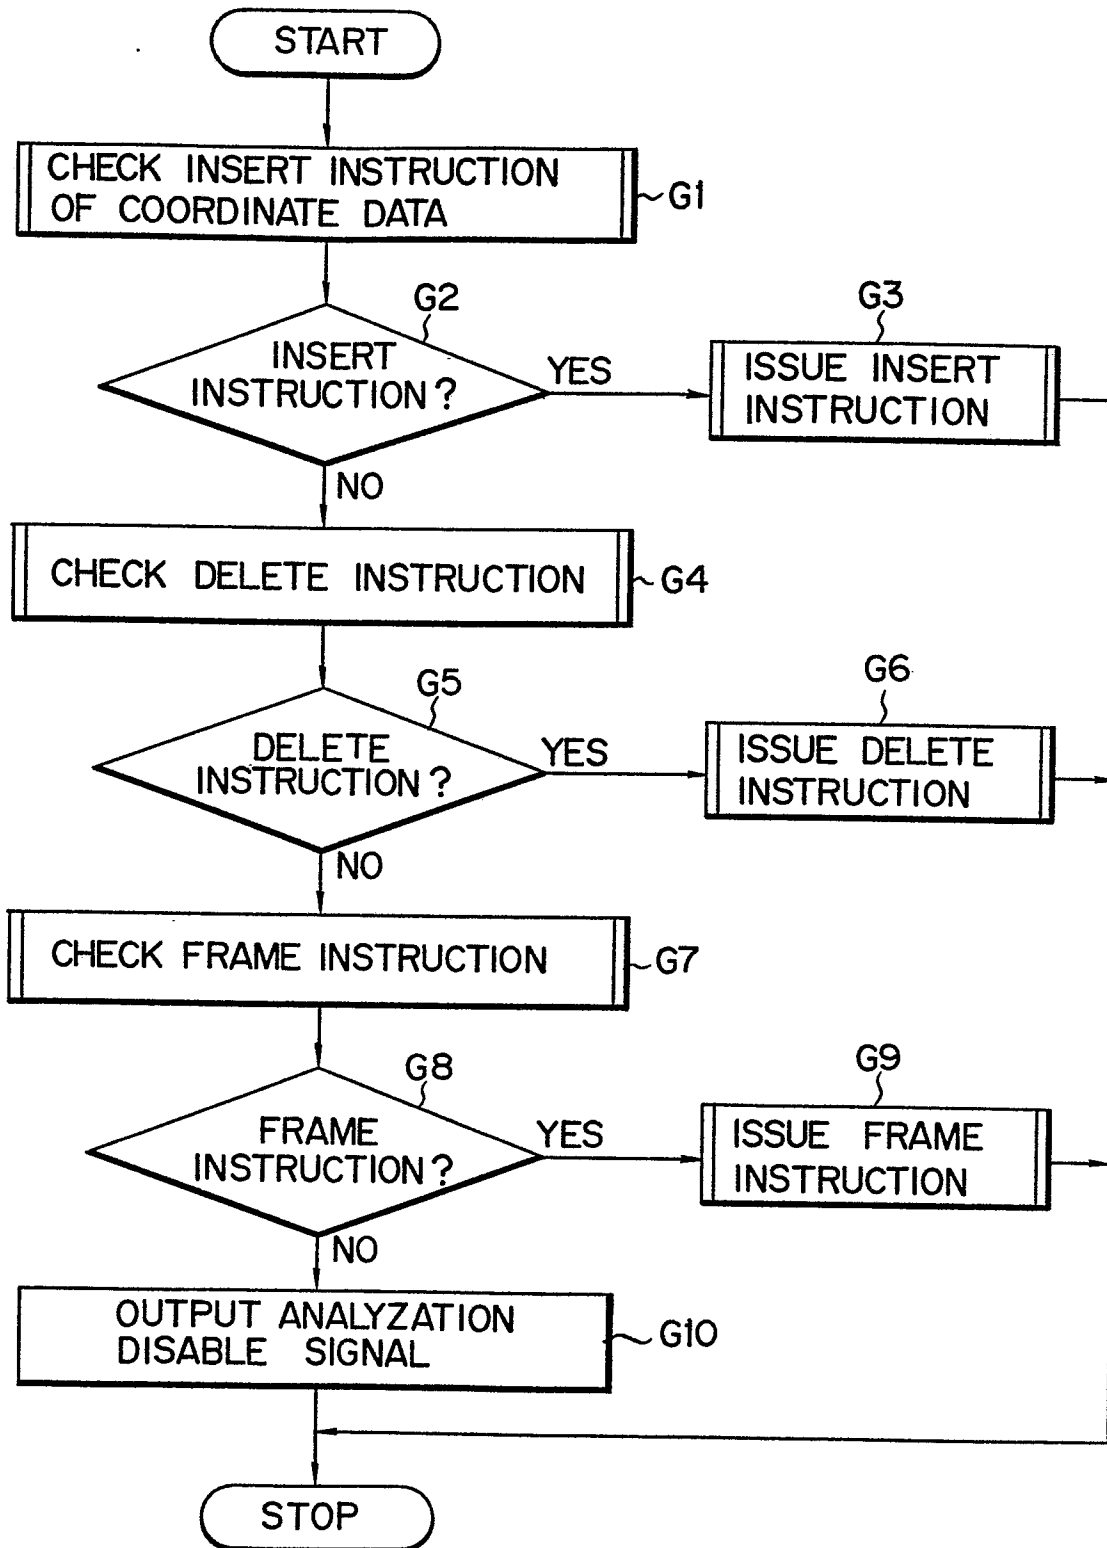 START
CHECK INSERT INSTRUCTION
OF COORDINATE DATA
G1
G2
INSERT
INSTRUCTION?
YES
G3
ISSUE INSERT
INSTRUCTION
NO
CHECK DELETE INSTRUCTION
G4
G5
DELETE
INSTRUCTION?
YES
G6
ISSUE DELETE
INSTRUCTION
NO
CHECK FRAME INSTRUCTION
G7
G8
FRAME
INSTRUCTION?
YES
G9
ISSUE FRAME
INSTRUCTION
NO
OUTPUT ANALYZATION
DISABLE SIGNAL
G10
STOP